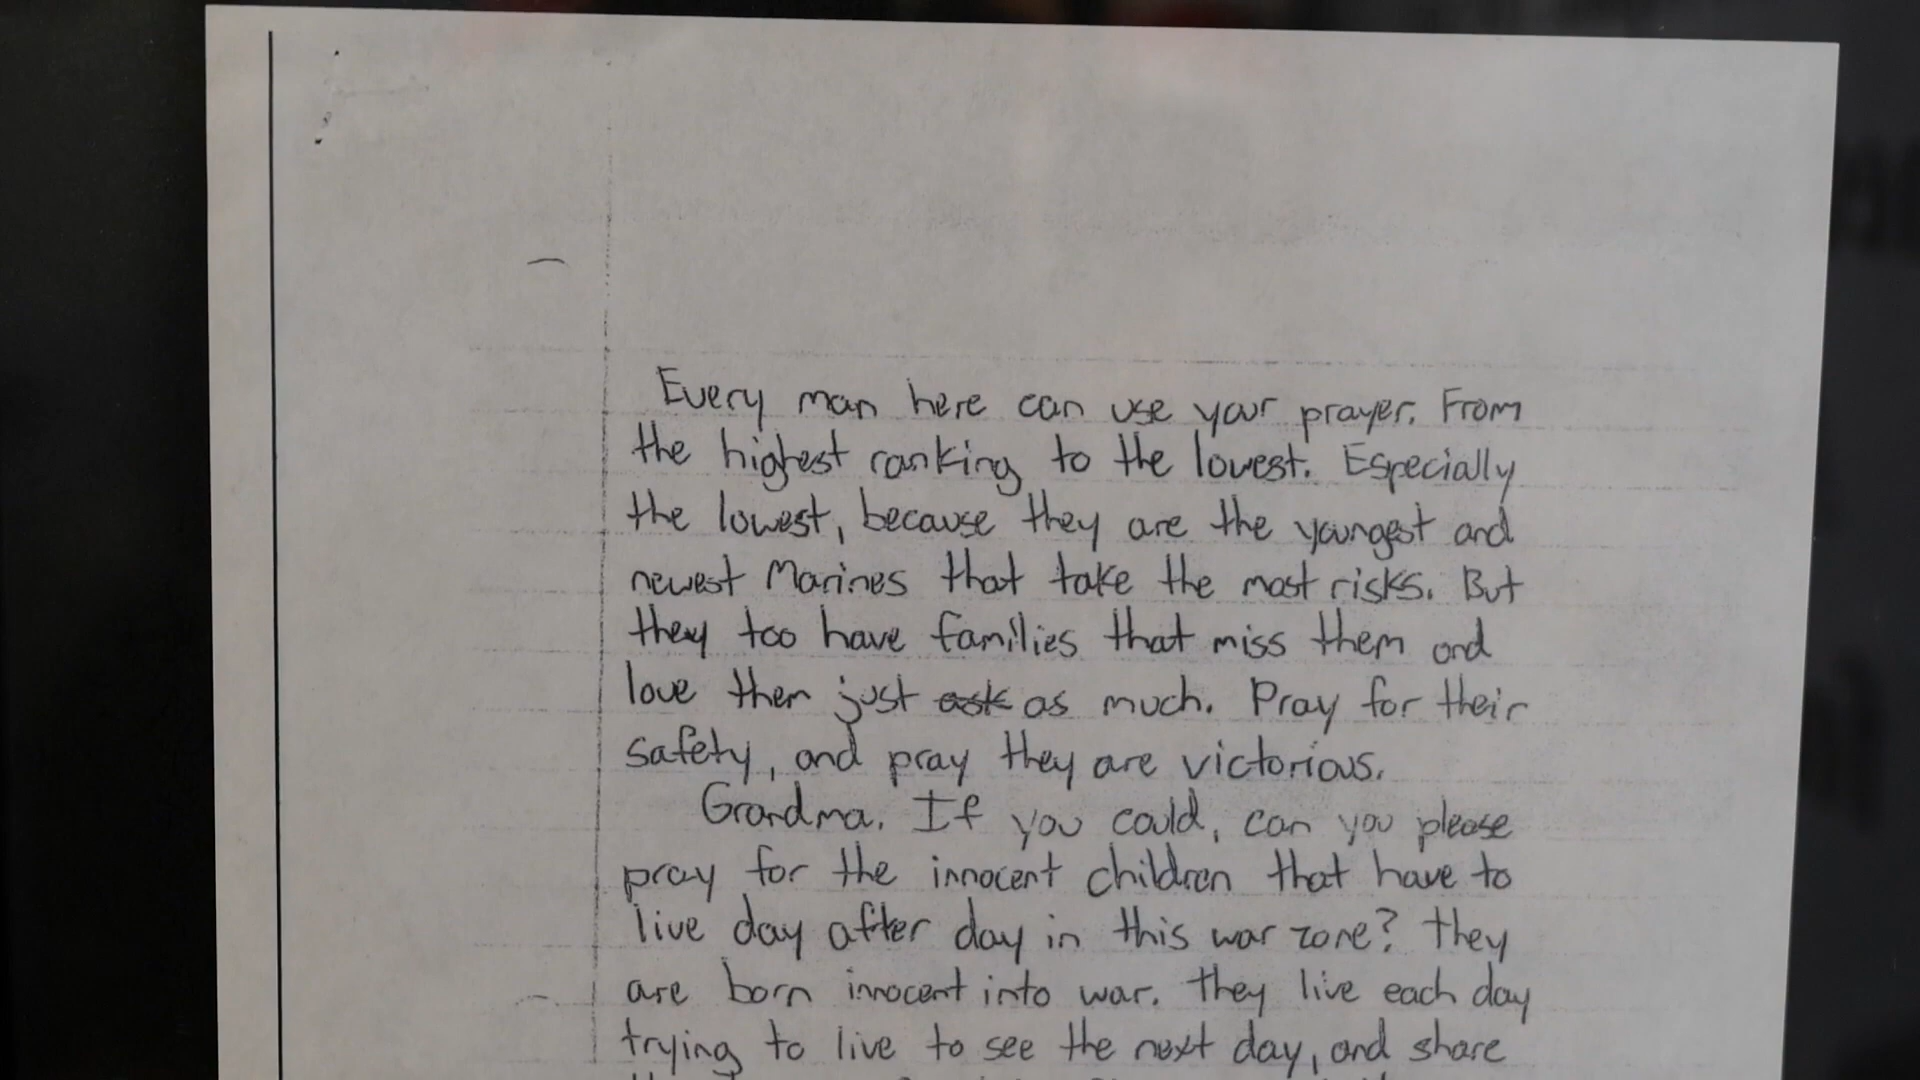 Every man here can use your prayer. From
the highest ranking to the lowest. Especially
the lowest, because they are the youngest and
newest Marines that take the most risks. But
they too have families that miss them and
love them just ask as much. Pray for their
safety, and pray they are victorious.
Grandma. If you could, can you please
pray for the innocent children that have to
live day after day in this war zone? They
are born innocent into war. They live each day
trying to live to see the next day, and share